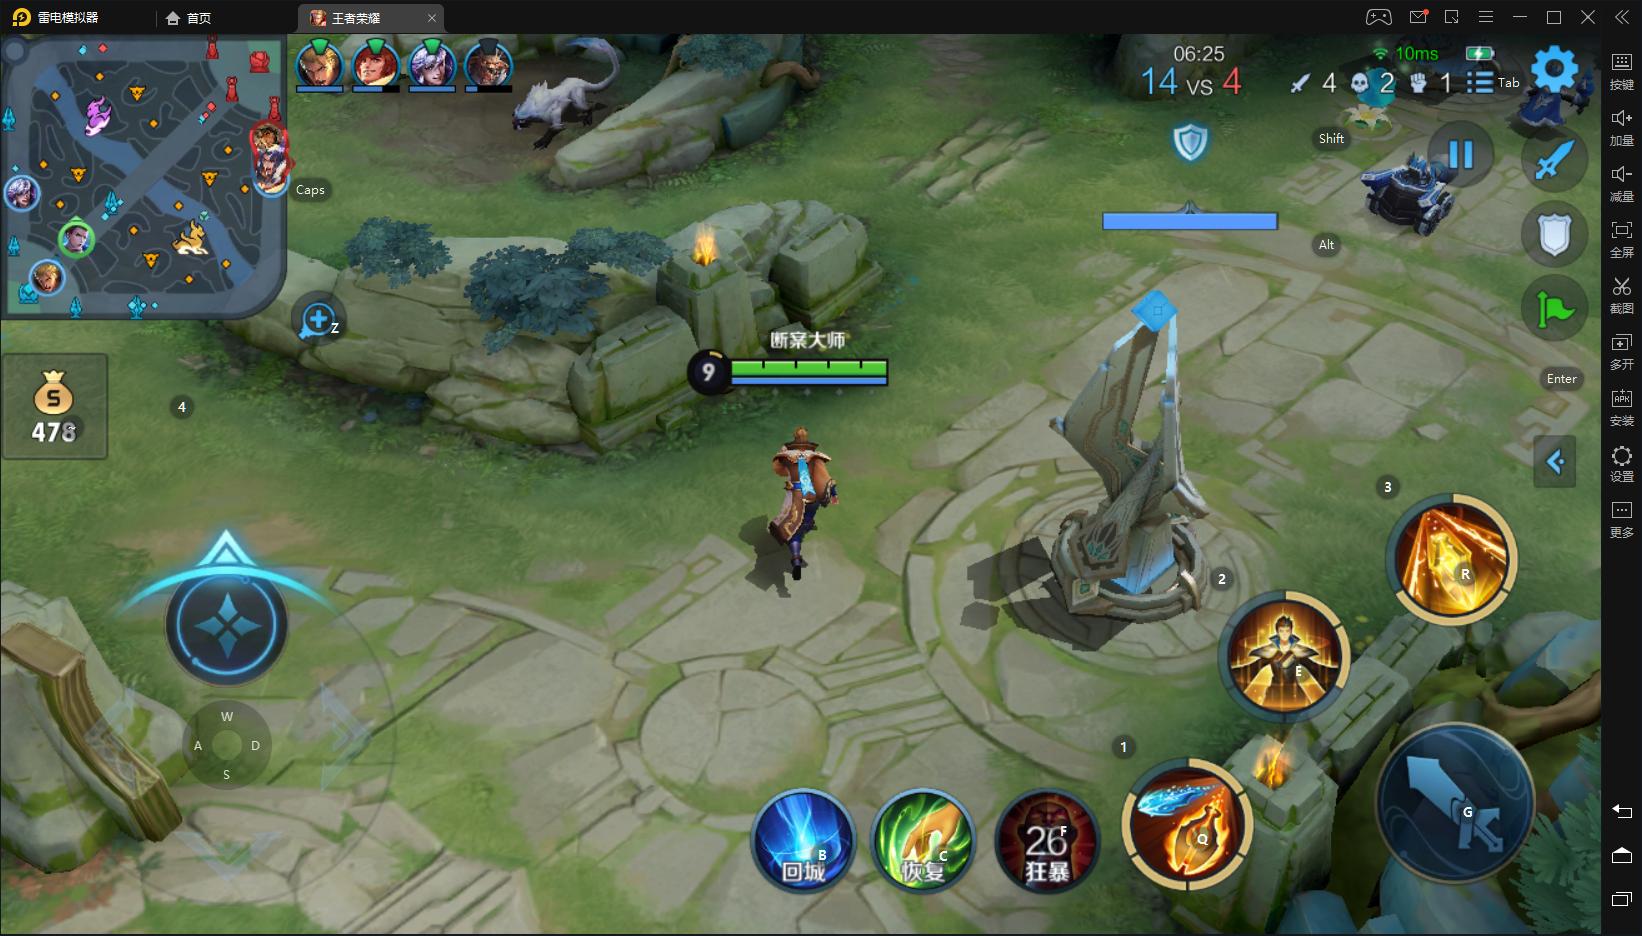 雷电模拟器
首页
王者荣耀
06:25
14 vs 4
10ms
4
2
1
Tab
Shift
Caps
Alt
Z
Enter
断案大师
9
S
478
4
3
R
2
E
W
A
D
S
1
G
B
回城
C
恢复
26
F
狂暴
Q
按键
加量
减量
全屏
截图
多开
APK
安装
设置
更多